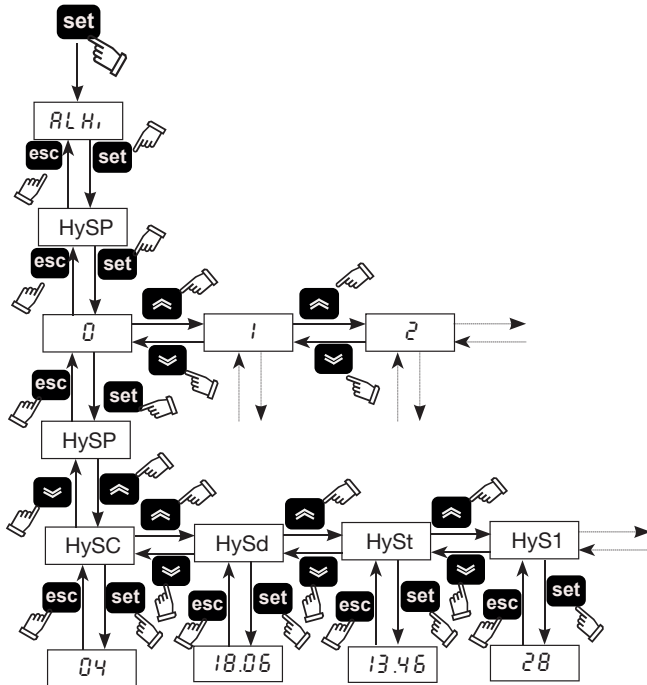 set
ALHi
esc set
HySP
esc set
0 1 2
esc set
HySP
HySC HySd HySt HyS1
esc set esc set esc set esc set
04 18.06 13.46 28